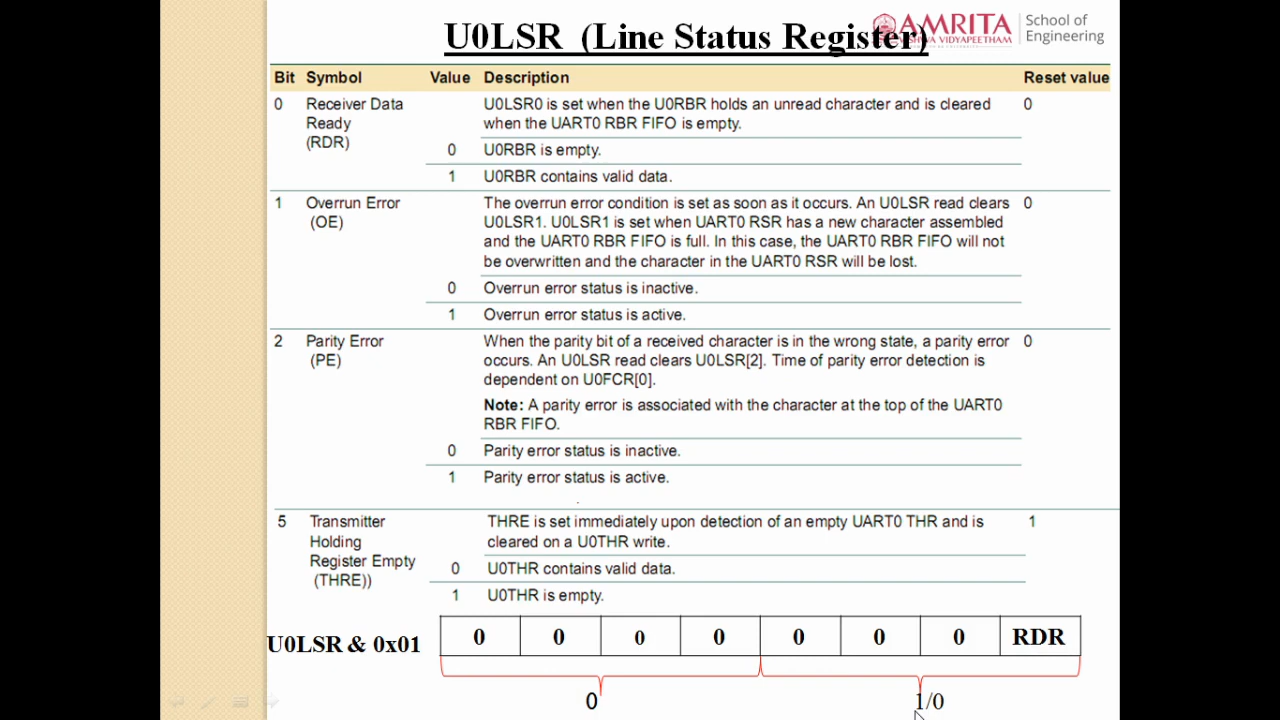 U0LSR (Line Status Register)
AMRITA
VISHWA VIDYAPEETHAM
School of
Engineering
Bit Symbol Value Description Reset value
0 Receiver Data U0LSR0 is set when the U0RBR holds an unread character and is cleared 0
Ready when the UART0 RBR FIFO is empty.
(RDR)
0 U0RBR is empty.
1 U0RBR contains valid data.
1 Overrun Error The overrun error condition is set as soon as it occurs. An U0LSR read clears 0
(OE) U0LSR1. U0LSR1 is set when UART0 RSR has a new character assembled
and the UART0 RBR FIFO is full. In this case, the UART0 RBR FIFO will not
be overwritten and the character in the UART0 RSR will be lost.
0 Overrun error status is inactive.
1 Overrun error status is active.
2 Parity Error When the parity bit of a received character is in the wrong state, a parity error 0
(PE) occurs. An U0LSR read clears U0LSR[2]. Time of parity error detection is
dependent on U0FCR[0].
Note: A parity error is associated with the character at the top of the UART0
RBR FIFO.
0 Parity error status is inactive.
1 Parity error status is active.
5 Transmitter THRE is set immediately upon detection of an empty UART0 THR and is 1
Holding cleared on a U0THR write.
Register Empty 0 U0THR contains valid data.
(THRE))
1 U0THR is empty.
U0LSR & 0x01 0 0 0 0 0 0 0 RDR
0 1/0